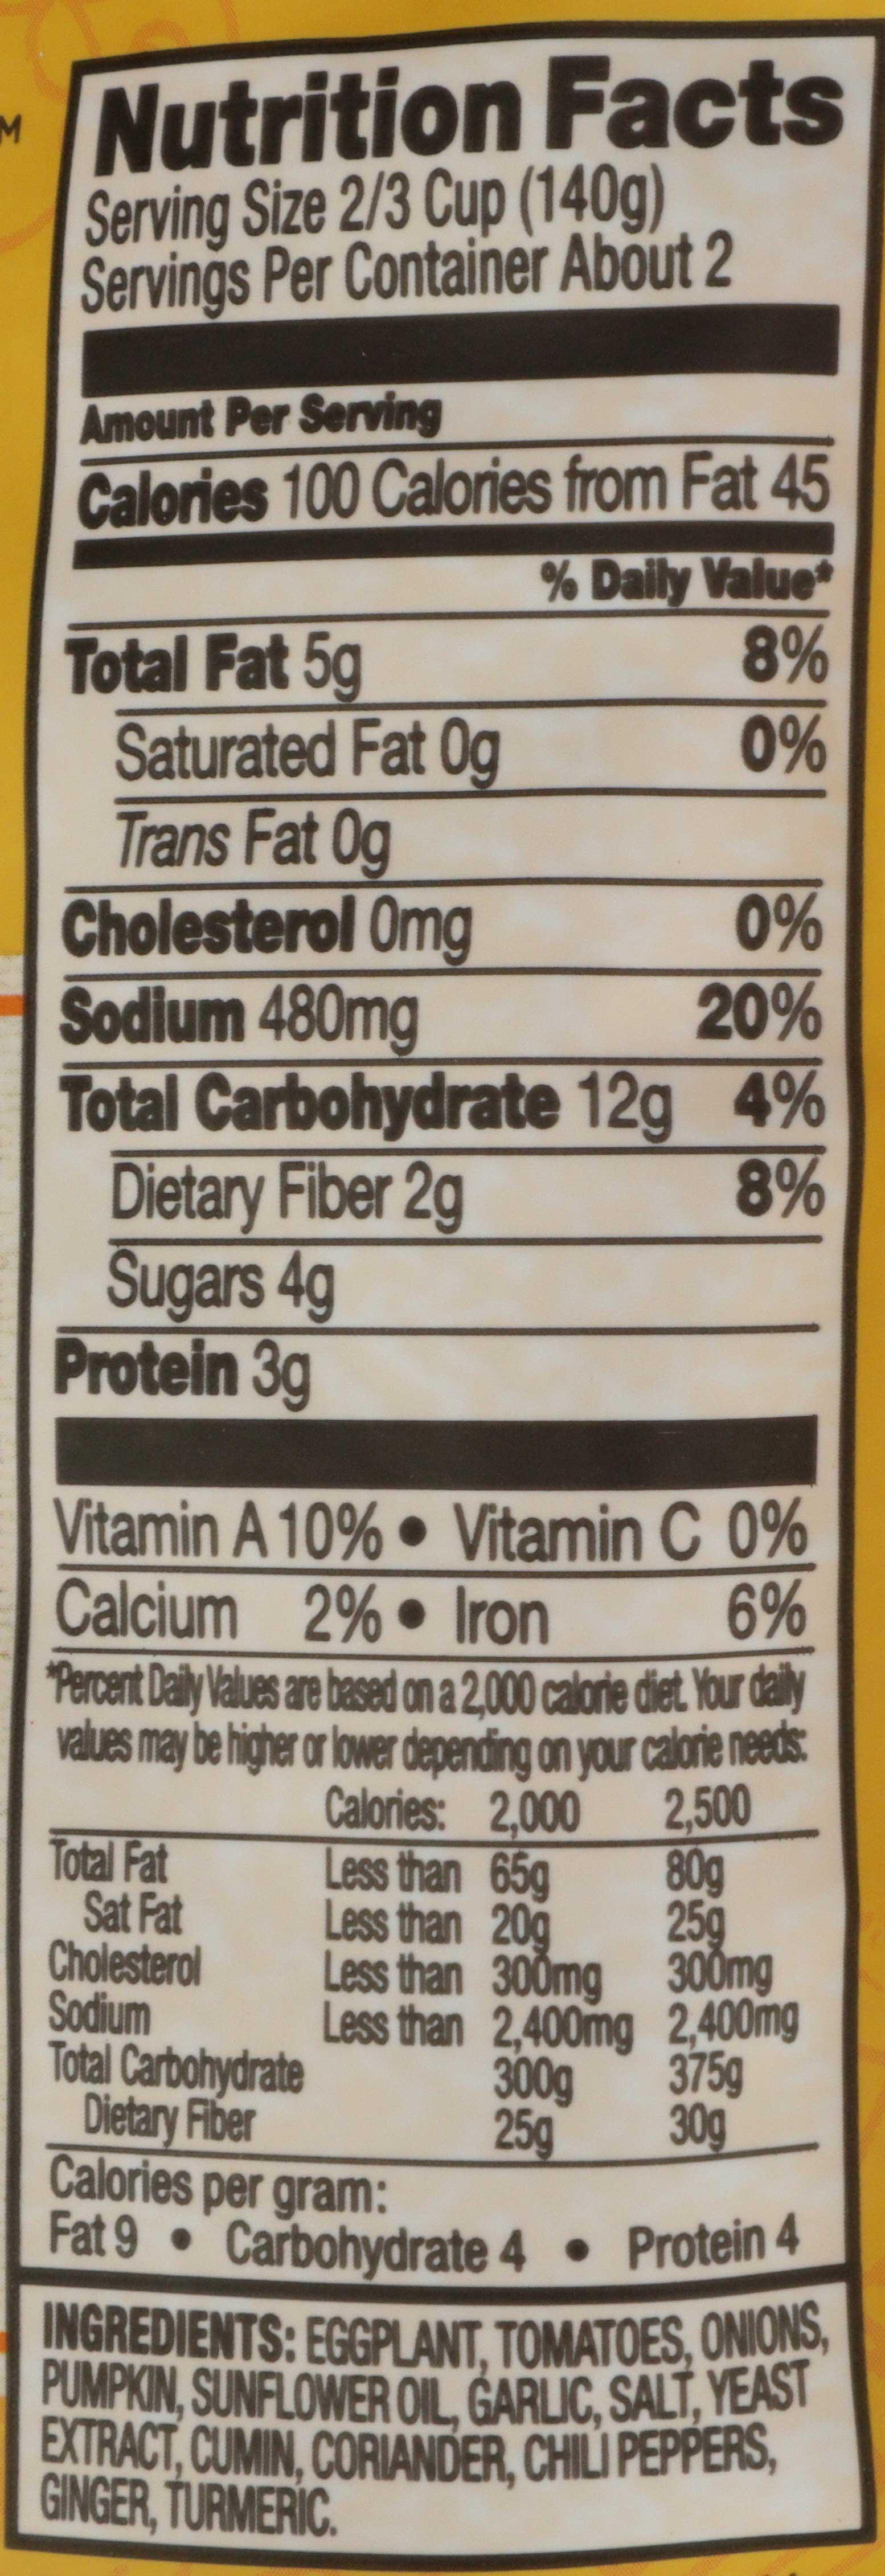 M
Nutrition Facts
Serving Size 2/3 Cup (140g)
Servings Per Container About 2
Amount Per Serving
Calories 100 Calories from Fat 45
% Daily Value*
Total Fat 5g 8%
Saturated Fat 0g 0%
Trans Fat 0g
Cholesterol 0mg 0%
Sodium 480mg 20%
Total Carbohydrate 12g 4%
Dietary Fiber 2g 8%
Sugars 4g
Protein 3g
Vitamin A 10% • Vitamin C 0%
Calcium 2% • Iron 6%
*Percent Daily Values are based on a 2,000 calorie diet. Your daily
values may be higher or lower depending on your calorie needs:
Calories: 2,000 2,500
Total Fat Less than 65g 80g
Sat Fat Less than 20g 25g
Cholesterol Less than 300mg 300mg
Sodium Less than 2,400mg 2,400mg
Total Carbohydrate 300g 375g
Dietary Fiber 25g 30g
Calories per gram:
Fat 9 • Carbohydrate 4 • Protein 4
INGREDIENTS: EGGPLANT, TOMATOES, ONIONS,
PUMPKIN, SUNFLOWER OIL, GARLIC, SALT, YEAST
EXTRACT, CUMIN, CORIANDER, CHILI PEPPERS,
GINGER, TURMERIC.